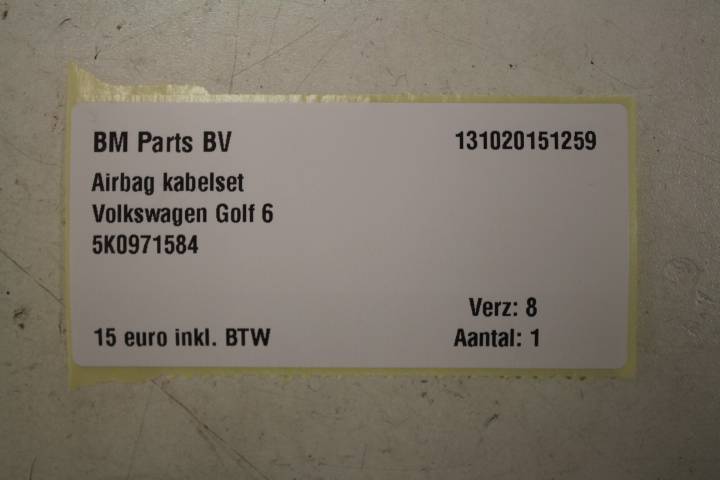 BM Parts BV 131020151259
Airbag kabelset
Volkswagen Golf 6
5K0971584
Verz: 8
15 euro inkl. BTW Aantal: 1